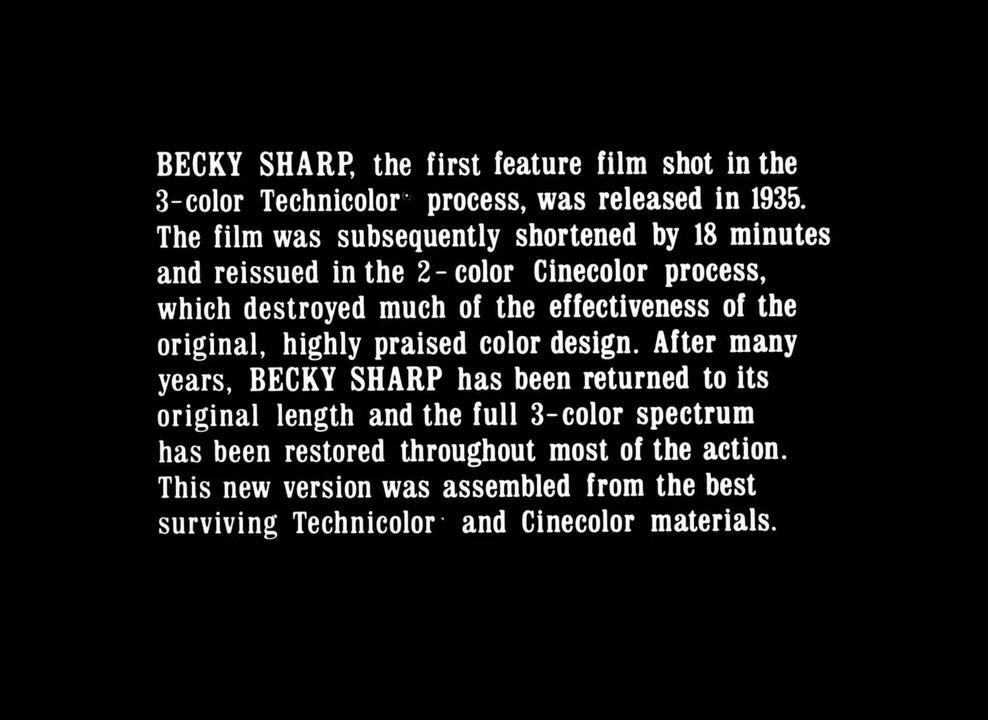 BECKY SHARP, the first feature film shot in the
3-color Technicolor® process, was released in 1935.
The film was subsequently shortened by 18 minutes
and reissued in the 2-color Cinecolor process,
which destroyed much of the effectiveness of the
original, highly praised color design. After many
years, BECKY SHARP has been returned to its
original length and the full 3-color spectrum
has been restored throughout most of the action.
This new version was assembled from the best
surviving Technicolor and Cinecolor materials.